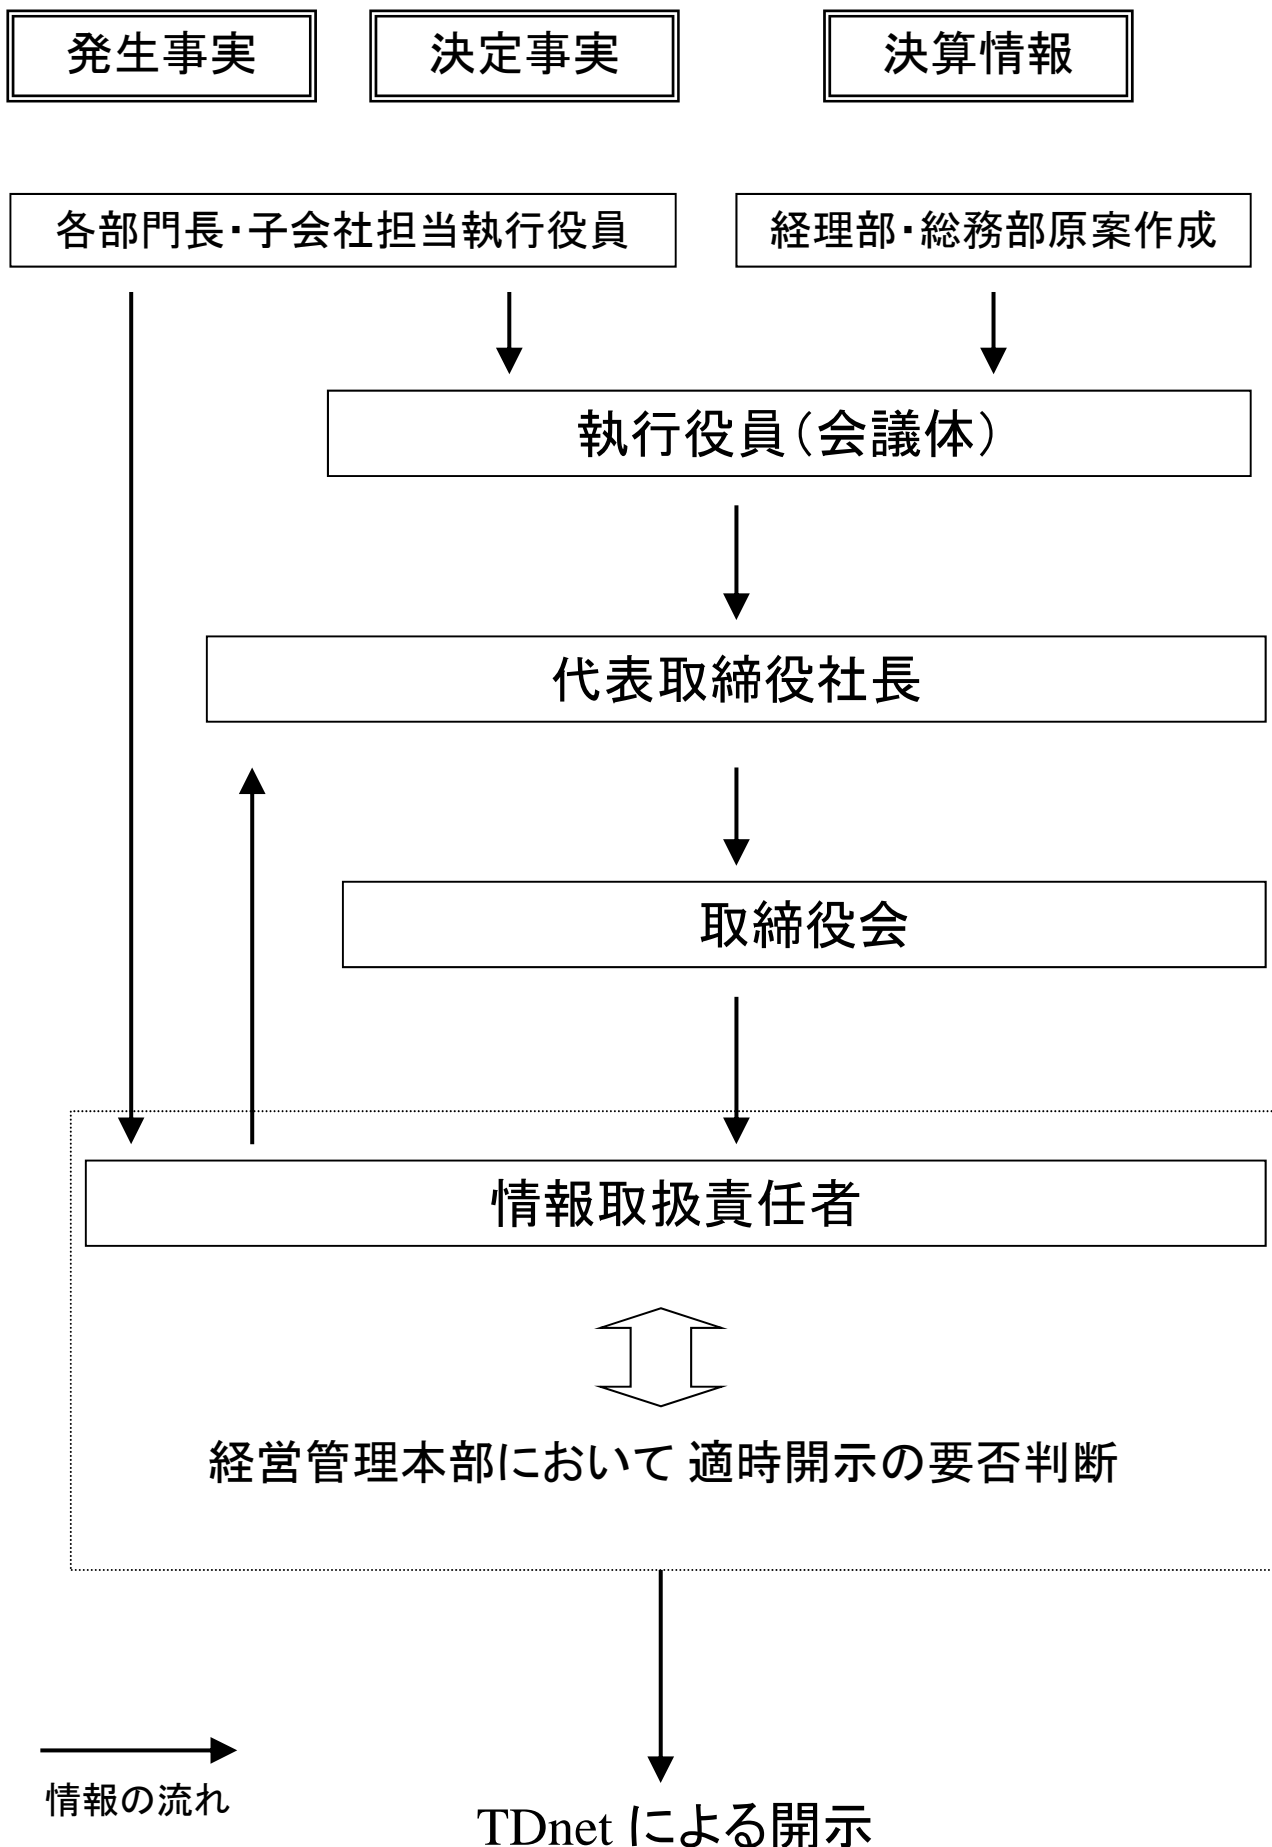 発生事実
決定事実
決算情報
各部門長・子会社担当執行役員
経理部・総務部原案作成
執行役員（会議体）
代表取締役社長
取締役会
情報取扱責任者
経営管理本部において 適時開示の要否判断
情報の流れ
TDnet による開示